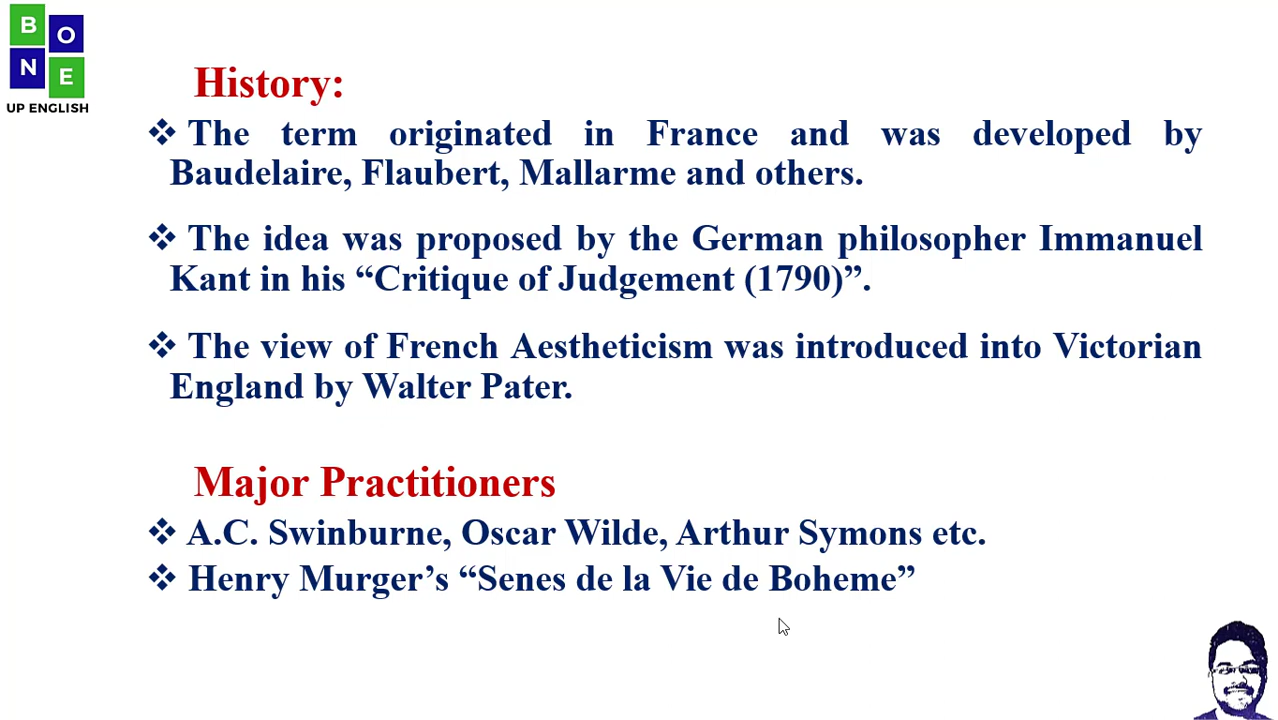 B O
N E
UP ENGLISH
History:
❖ The term originated in France and was developed by
Baudelaire, Flaubert, Mallarme and others.
❖ The idea was proposed by the German philosopher Immanuel
Kant in his “Critique of Judgement (1790)”.
❖ The view of French Aestheticism was introduced into Victorian
England by Walter Pater.
Major Practitioners
❖ A.C. Swinburne, Oscar Wilde, Arthur Symons etc.
❖ Henry Murger’s “Senes de la Vie de Boheme”